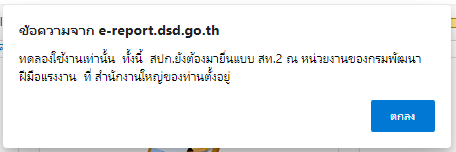 ข้อความจาก e-report.dsd.go.th
ทดลองใช้งานเท่านั้น ทั้งนี้ สปก.ยังต้องมายื่นแบบ สท.2 ณ หน่วยงานของกรมพัฒนา
ฝีมือแรงงาน ที่ สำนักงานใหญ่ของท่านตั้งอยู่
ตกลง